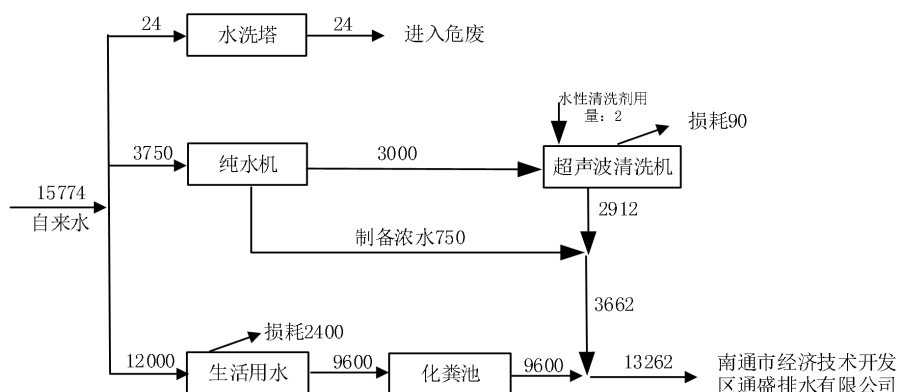 24
水洗塔
24
进入危废
水性清洗剂用
量：2
损耗90
3750
纯水机
3000
超声波清洗机
15774
自来水
2912
制备浓水750
3662
损耗2400
12000
生活用水
9600
化粪池
9600
13262
南通市经济技术开发
区通盛排水有限公司